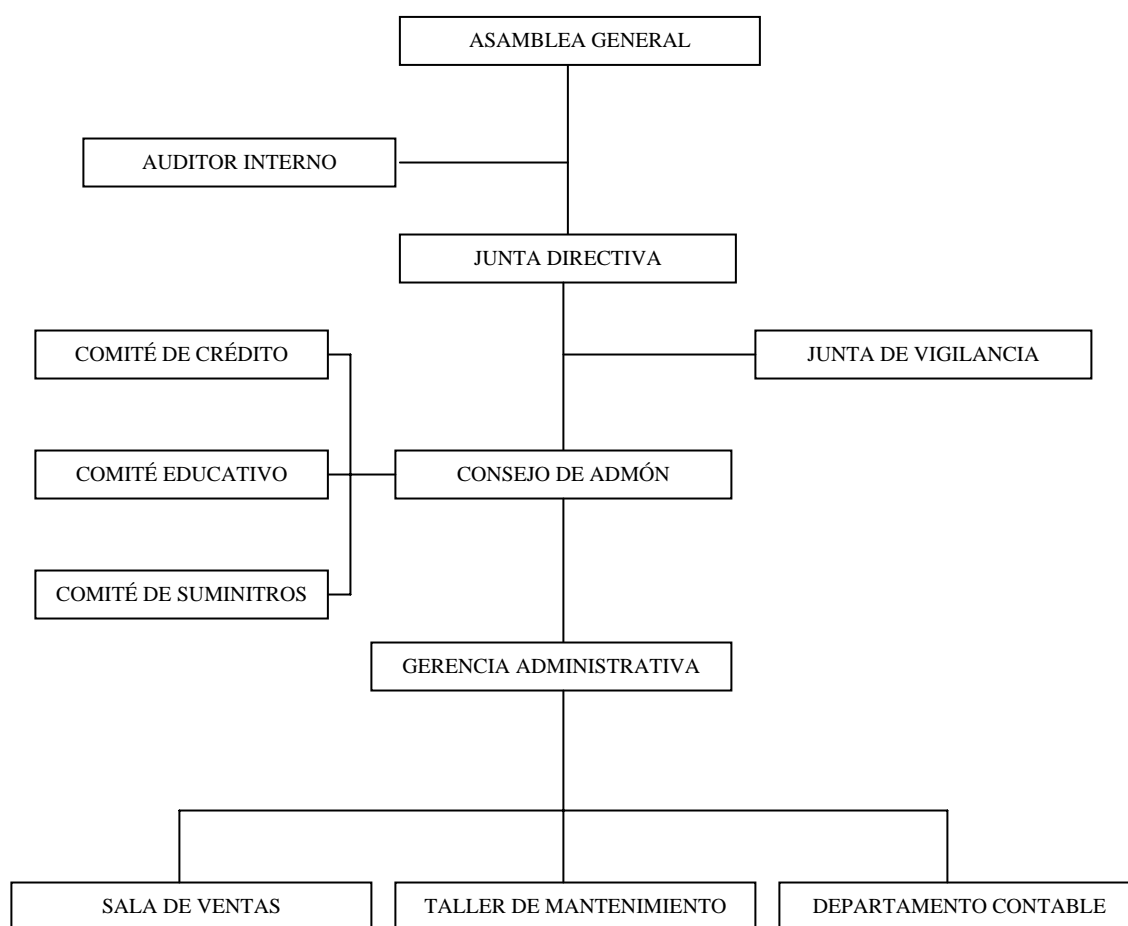 ASAMBLEA GENERAL
AUDITOR INTERNO
JUNTA DIRECTIVA
COMITÉ DE CRÉDITO
JUNTA DE VIGILANCIA
COMITÉ EDUCATIVO
CONSEJO DE ADMÓN
COMITÉ DE SUMINITROS
GERENCIA ADMINISTRATIVA
SALA DE VENTAS
TALLER DE MANTENIMIENTO
DEPARTAMENTO CONTABLE